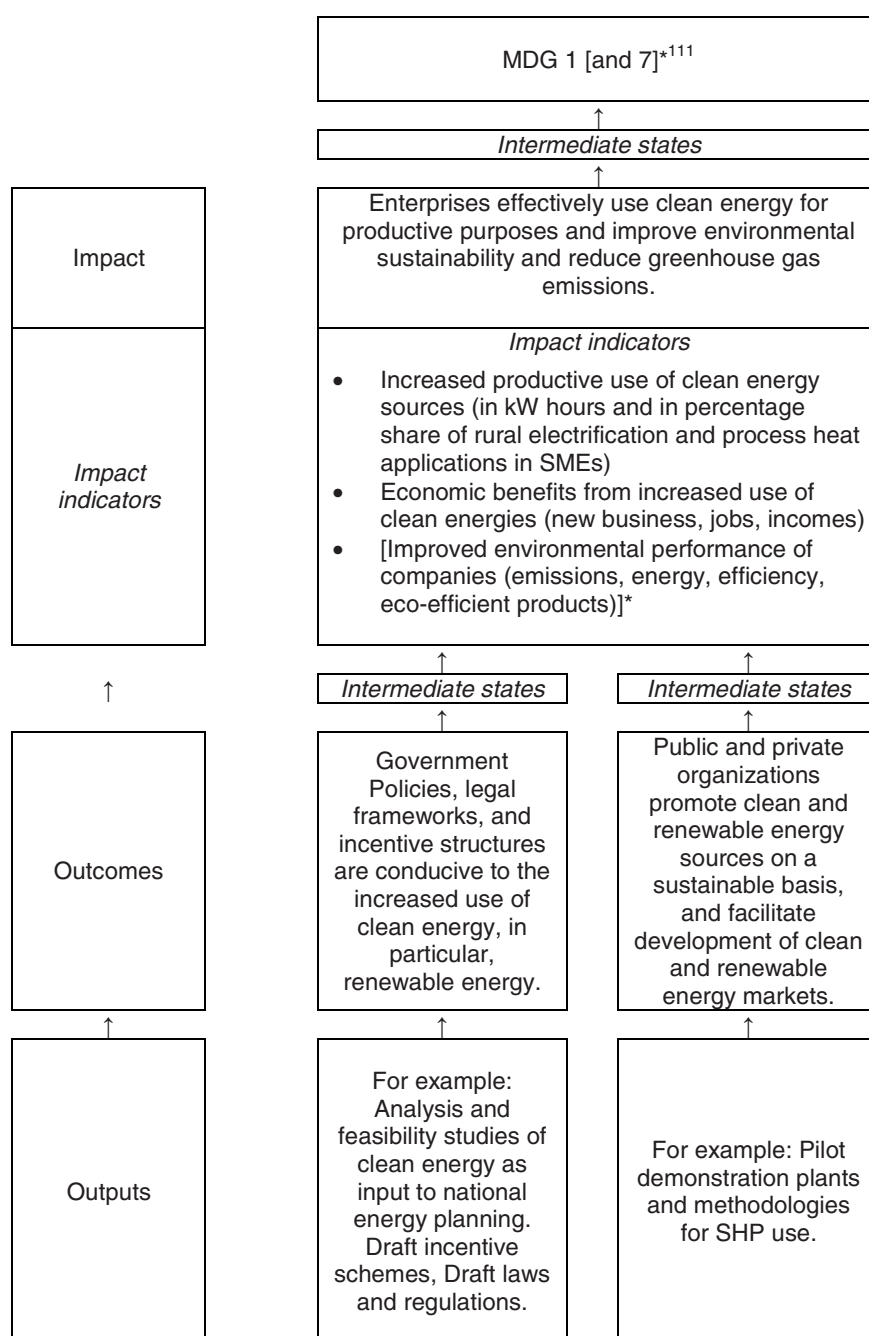 MDG 1 [and 7]*111
↑
Intermediate states
↑
Impact
Enterprises effectively use clean energy for
productive purposes and improve environmental
sustainability and reduce greenhouse gas
emissions.
Impact
indicators
Impact indicators
• Increased productive use of clean energy
sources (in kW hours and in percentage
share of rural electrification and process heat
applications in SMEs)
• Economic benefits from increased use of
clean energies (new business, jobs, incomes)
• [Improved environmental performance of
companies (emissions, energy, efficiency,
eco-efficient products)]*
↑ ↑
↑
Intermediate states
Intermediate states
↑ ↑
Outcomes
Government
Policies, legal
frameworks, and
incentive structures
are conducive to the
increased use of
clean energy, in
particular,
renewable energy.
Public and private
organizations
promote clean and
renewable energy
sources on a
sustainable basis,
and facilitate
development of clean
and renewable
energy markets.
↑ ↑ ↑
Outputs
For example:
Analysis and
feasibility studies of
clean energy as
input to national
energy planning.
Draft incentive
schemes, Draft laws
and regulations.
For example: Pilot
demonstration plants
and methodologies
for SHP use.